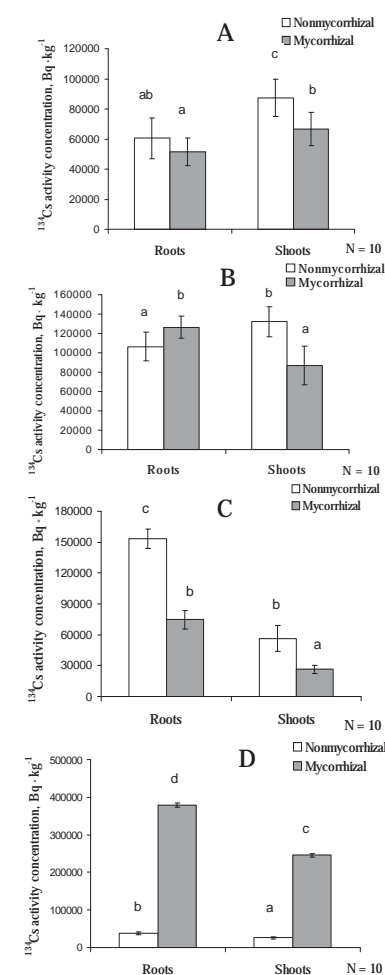 A
Nonmycorrhizal
Mycorrhizal
¹³⁴Cs activity concentration, Bq·kg⁻¹
120000
100000
80000
60000
40000
20000
0
ab
a
c
b
Roots
Shoots
N = 10
B
Nonmycorrhizal
Mycorrhizal
¹³⁴Cs activity concentration, Bq·kg⁻¹
160000
140000
120000
100000
80000
60000
40000
20000
0
a
b
b
a
Roots
Shoots
N = 10
C
Nonmycorrhizal
Mycorrhizal
¹³⁴Cs activity concentration, Bq·kg⁻¹
180000
150000
120000
90000
60000
30000
0
c
b
b
a
Roots
Shoots
N = 10
D
Nonmycorrhizal
Mycorrhizal
¹³⁴Cs activity concentration, Bq·kg⁻¹
500000
400000
300000
200000
100000
0
b
d
a
c
Roots
Shoots
N = 10